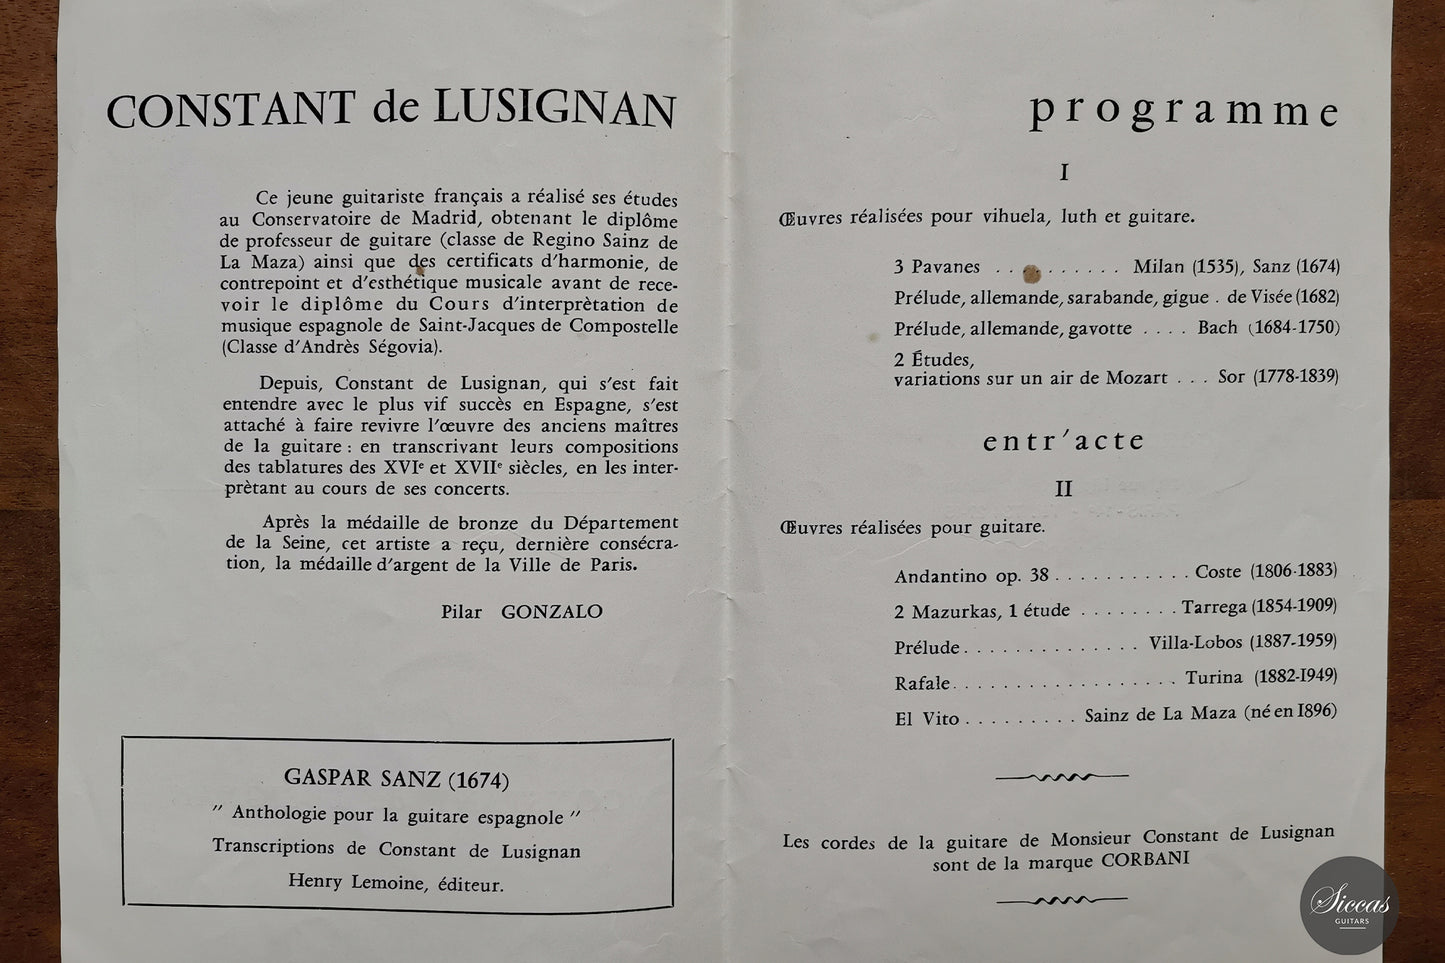 CONSTANT de LUSIGNAN
Ce jeune guitariste français a réalisé ses études
au Conservatoire de Madrid, obtenant le diplôme
de professeur de guitare (classe de Regino Sainz de
La Maza) ainsi que des certificats d'harmonie, de
contrepoint et d'esthétique musicale avant de rece-
voir le diplôme du Cours d'interprètation de
musique espagnole de Saint-Jacques de Compostelle
(Classe d'Andrès Ségovia).
Depuis, Constant de Lusignan, qui s'est fait
entendre avec le plus vif succès en Espagne, s'est
attaché à faire revivre l'œuvre des anciens maîtres
de la guitare : en transcrivant leurs compositions
des tablatures des XVIe et XVIIe siècles, en les inter-
prètant au cours de ses concerts.
Après la médaille de bronze du Département
de la Seine, cet artiste a reçu, dernière consécra-
tion, la médaille d'argent de la Ville de Paris.
Pilar GONZALO
GASPAR SANZ (1674)
" Anthologie pour la guitare espagnole "
Transcriptions de Constant de Lusignan
Henry Lemoine, éditeur.
programme
I
Œuvres réalisées pour vihuela, luth et guitare.
3 Pavanes . . . . . . . . . Milan (1535), Sanz (1674)
Prélude, allemande, sarabande, gigue . de Visée (1682)
Prélude, allemande, gavotte . . . . Bach (1684-1750)
2 Études,
variations sur un air de Mozart . . . Sor (1778-1839)
entr'acte
II
Œuvres réalisées pour guitare.
Andantino op. 38 . . . . . . . . . . . Coste (1806-1883)
2 Mazurkas, 1 étude . . . . . . . . Tarrega (1854-1909)
Prélude . . . . . . . . . . . . . . Villa-Lobos (1887-1959)
Rafale . . . . . . . . . . . . . . . . . . Turina (1882-1949)
El Vito . . . . . . . . . Sainz de La Maza (né en 1896)
Les cordes de la guitare de Monsieur Constant de Lusignan
sont de la marque CORBANI
Siccas
GUITARS